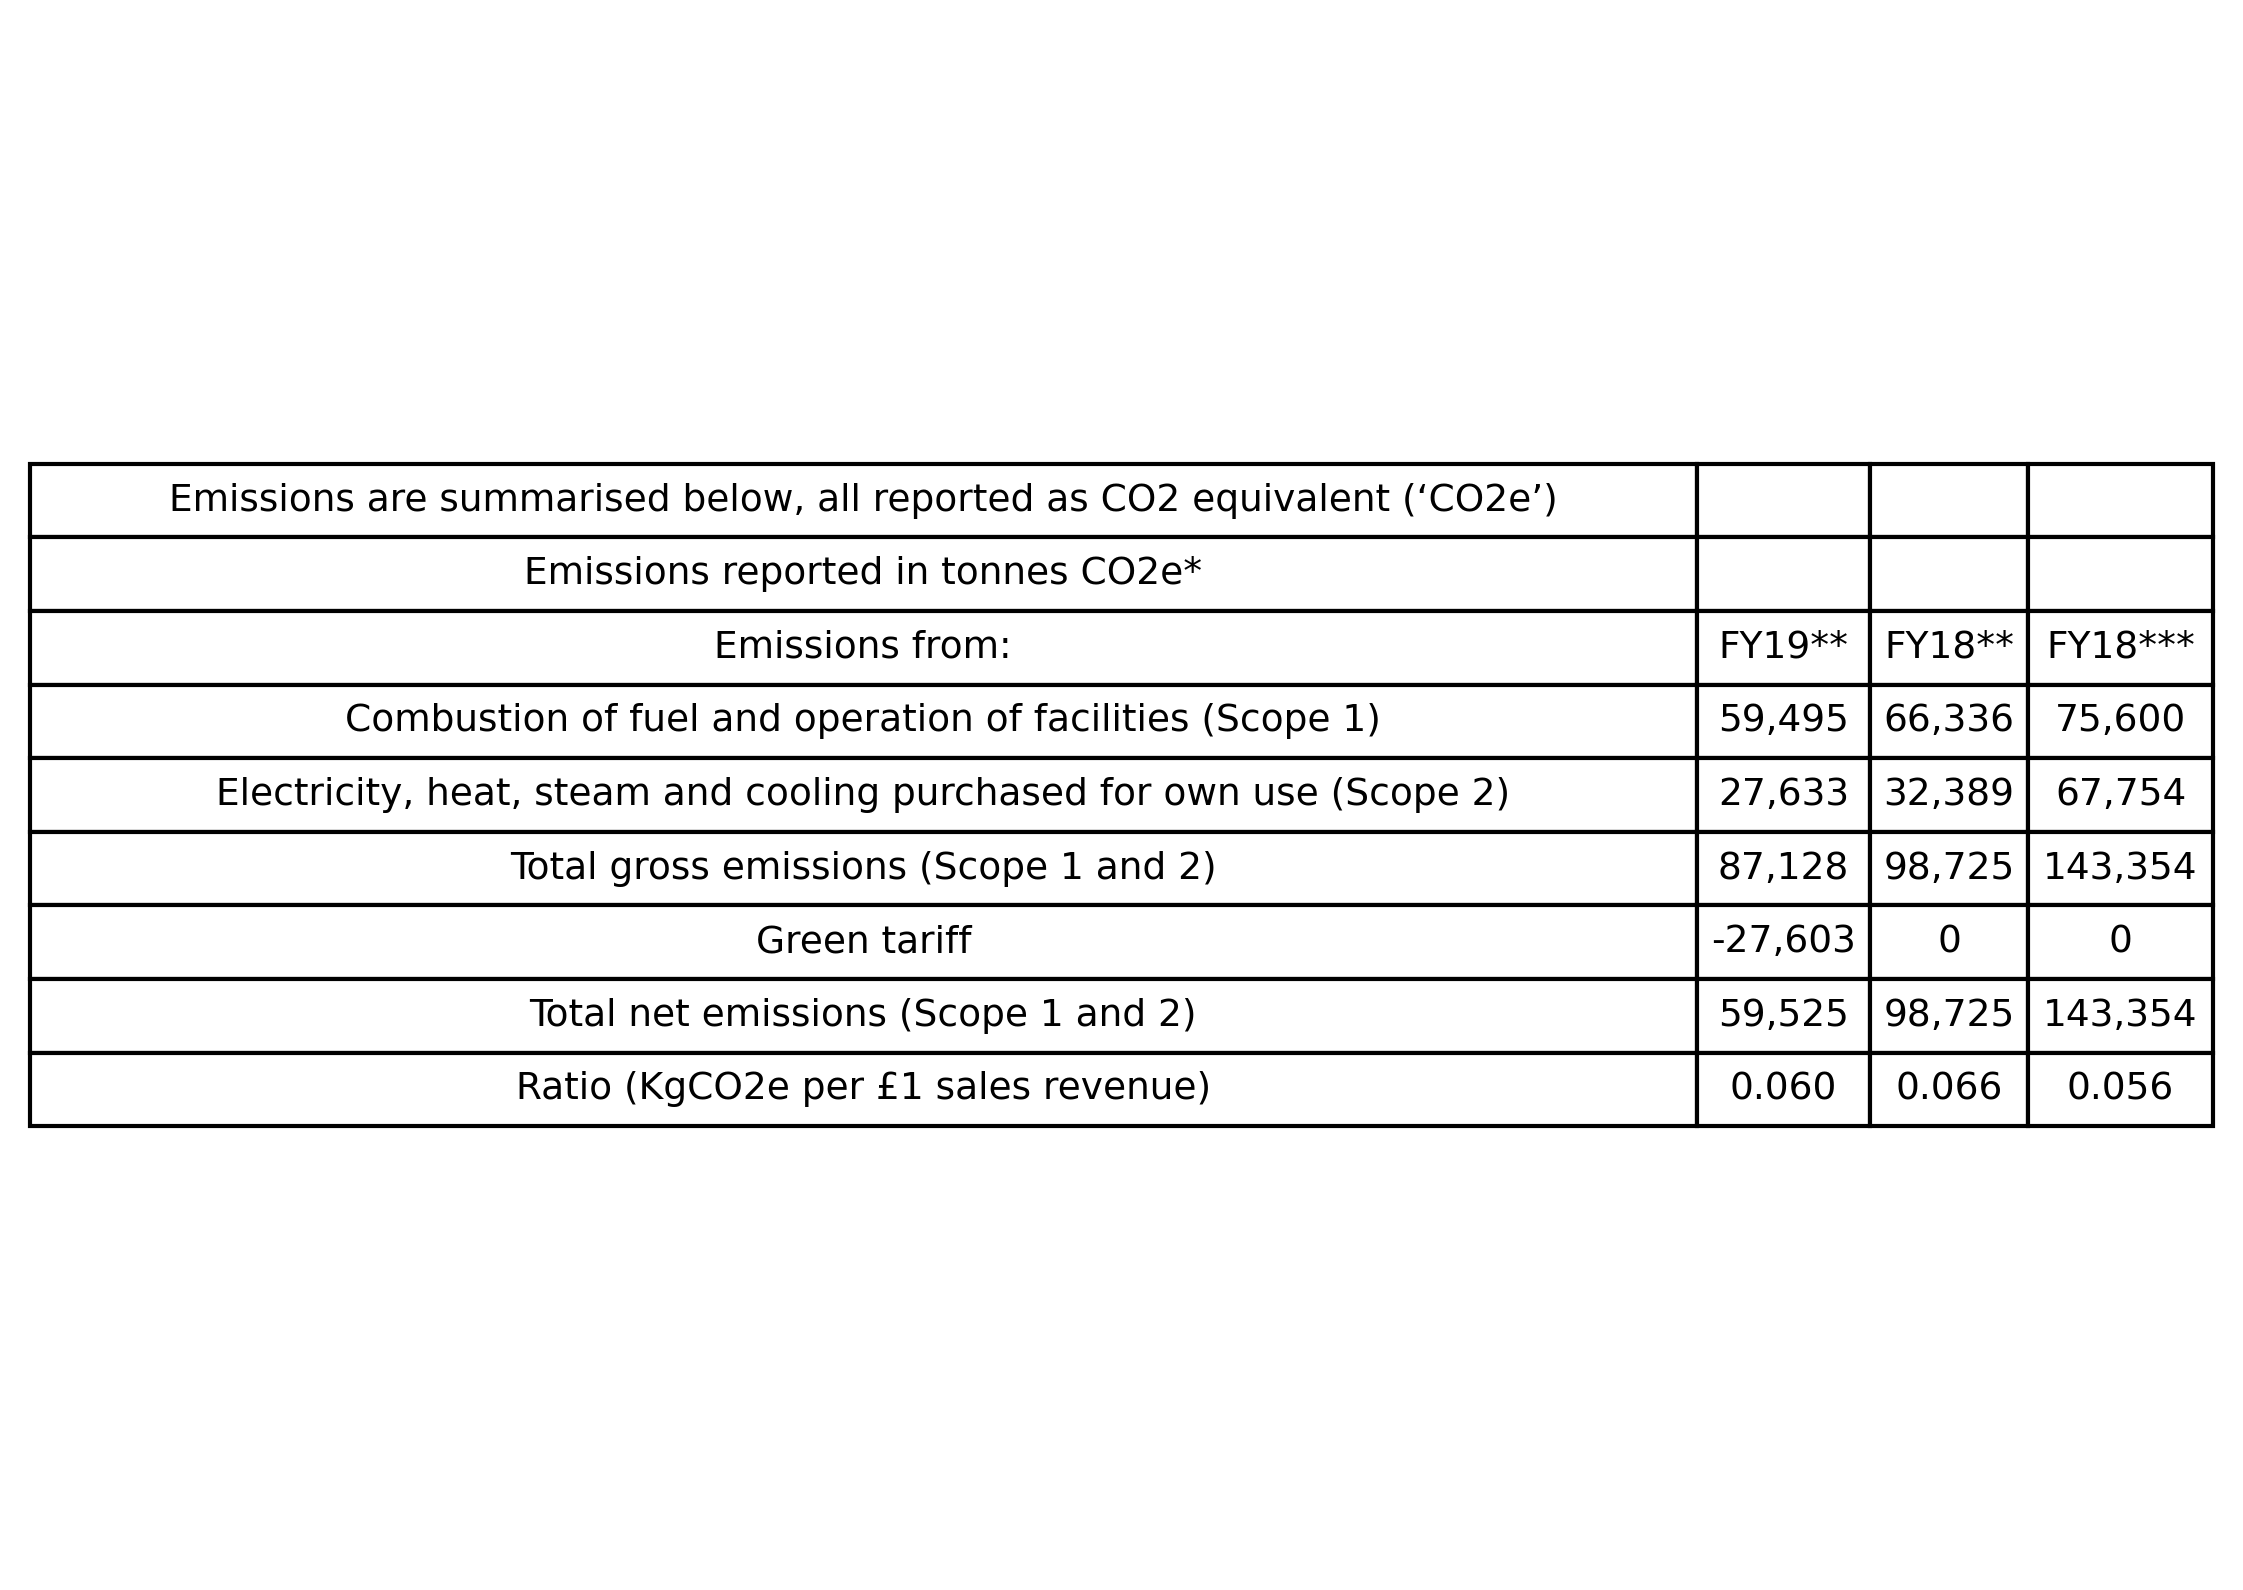 Emissions are summarised below, all reported as CO2 equivalent (‘CO2e’)
Emissions reported in tonnes CO2e*
Emissions from: FY19** FY18** FY18***
Combustion of fuel and operation of facilities (Scope 1) 59,495 66,336 75,600
Electricity, heat, steam and cooling purchased for own use (Scope 2) 27,633 32,389 67,754
Total gross emissions (Scope 1 and 2) 87,128 98,725 143,354
Green tariff -27,603 0 0
Total net emissions (Scope 1 and 2) 59,525 98,725 143,354
Ratio (KgCO2e per £1 sales revenue) 0.060 0.066 0.056